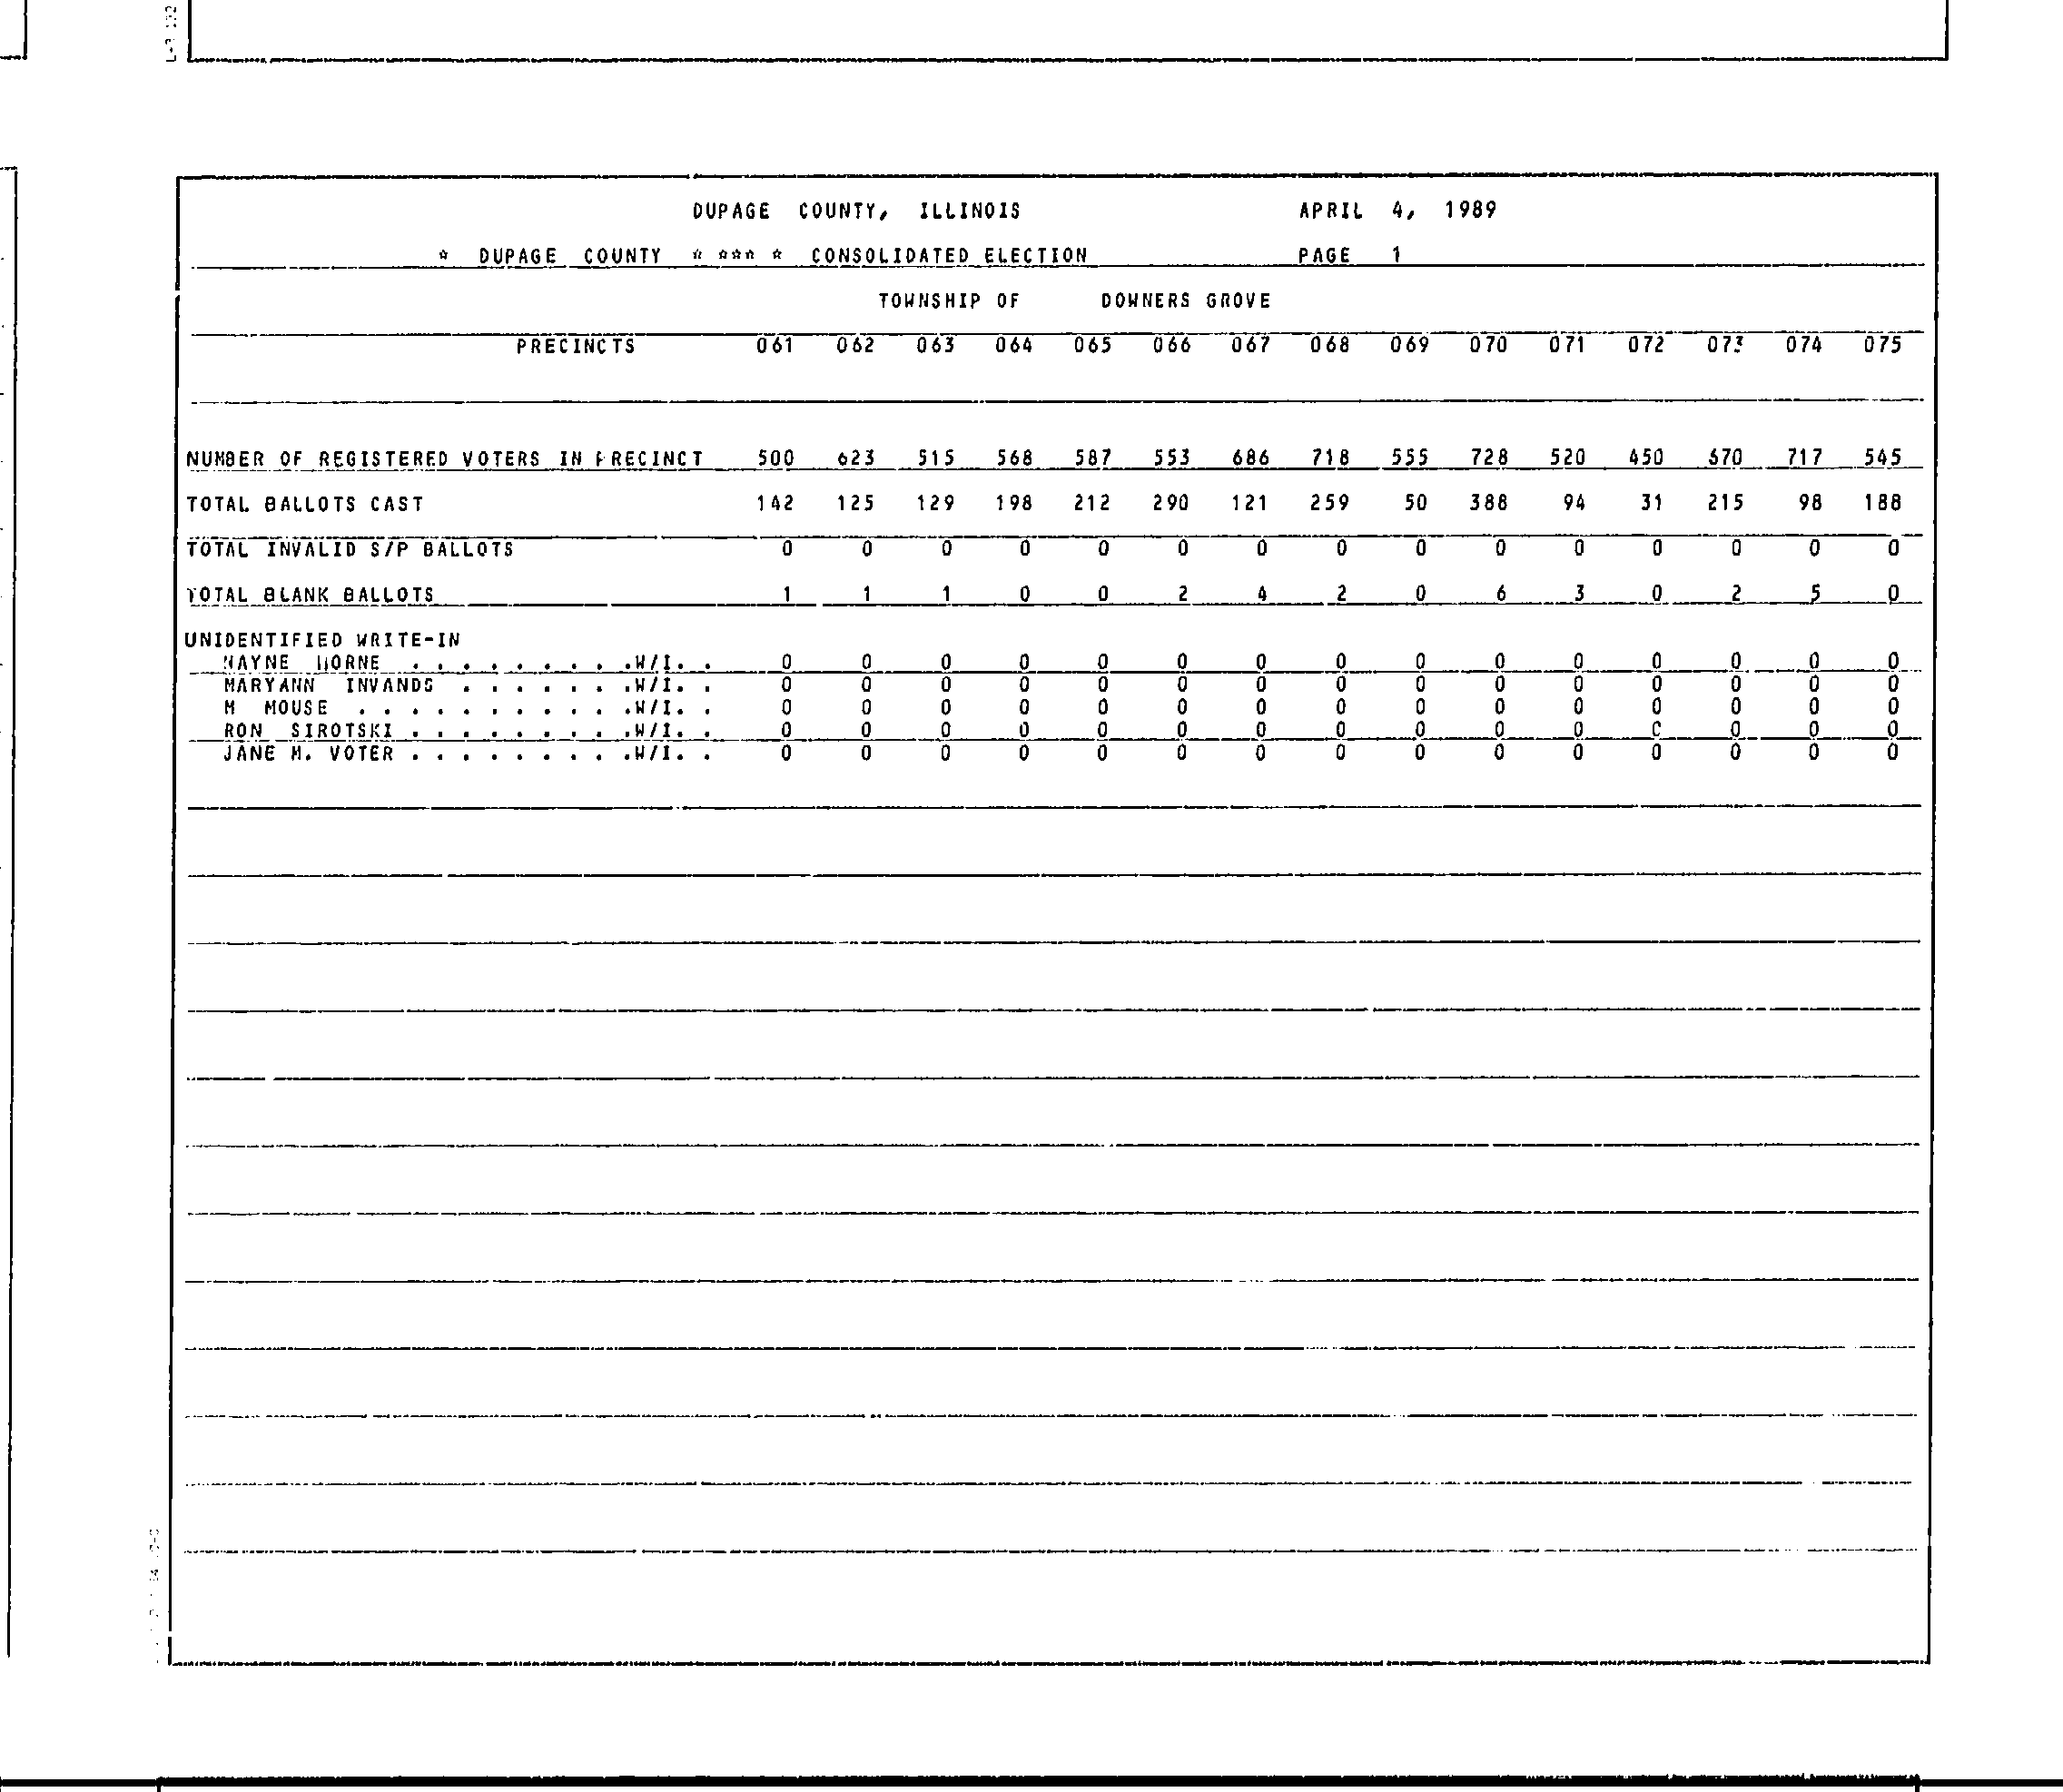 DUPAGE COUNTY, ILLINOIS APRIL 4, 1989
* DUPAGE COUNTY * *** * CONSOLIDATED ELECTION PAGE 1
TOWNSHIP OF DOWNERS GROVE
PRECINCTS 061 062 063 064 065 066 067 068 069 070 071 072 073 074 075
NUMBER OF REGISTERED VOTERS IN PRECINCT 500 623 515 568 587 553 686 718 555 728 520 450 670 717 545
TOTAL BALLOTS CAST 142 125 129 198 212 290 121 259 50 388 94 31 215 98 188
TOTAL INVALID S/P BALLOTS 0 0 0 0 0 0 0 0 0 0 0 0 0 0 0
TOTAL BLANK BALLOTS 1 1 1 0 0 2 4 2 0 6 3 0 2 5 0
UNIDENTIFIED WRITE-IN
WAYNE HORNE . . . . . . . . .W/I. . 0 0 0 0 0 0 0 0 0 0 0 0 0 0 0
MARYANN INVANDS . . . . . . .W/I. . 0 0 0 0 0 0 0 0 0 0 0 0 0 0 0
M MOUSE . . . . . . . . . . .W/I. . 0 0 0 0 0 0 0 0 0 0 0 0 0 0 0
RON SIROTSKI . . . . . . . . .W/I. . 0 0 0 0 0 0 0 0 0 0 0 0 0 0 0
JANE M. VOTER . . . . . . . . .W/I. . 0 0 0 0 0 0 0 0 0 0 0 0 0 0 0